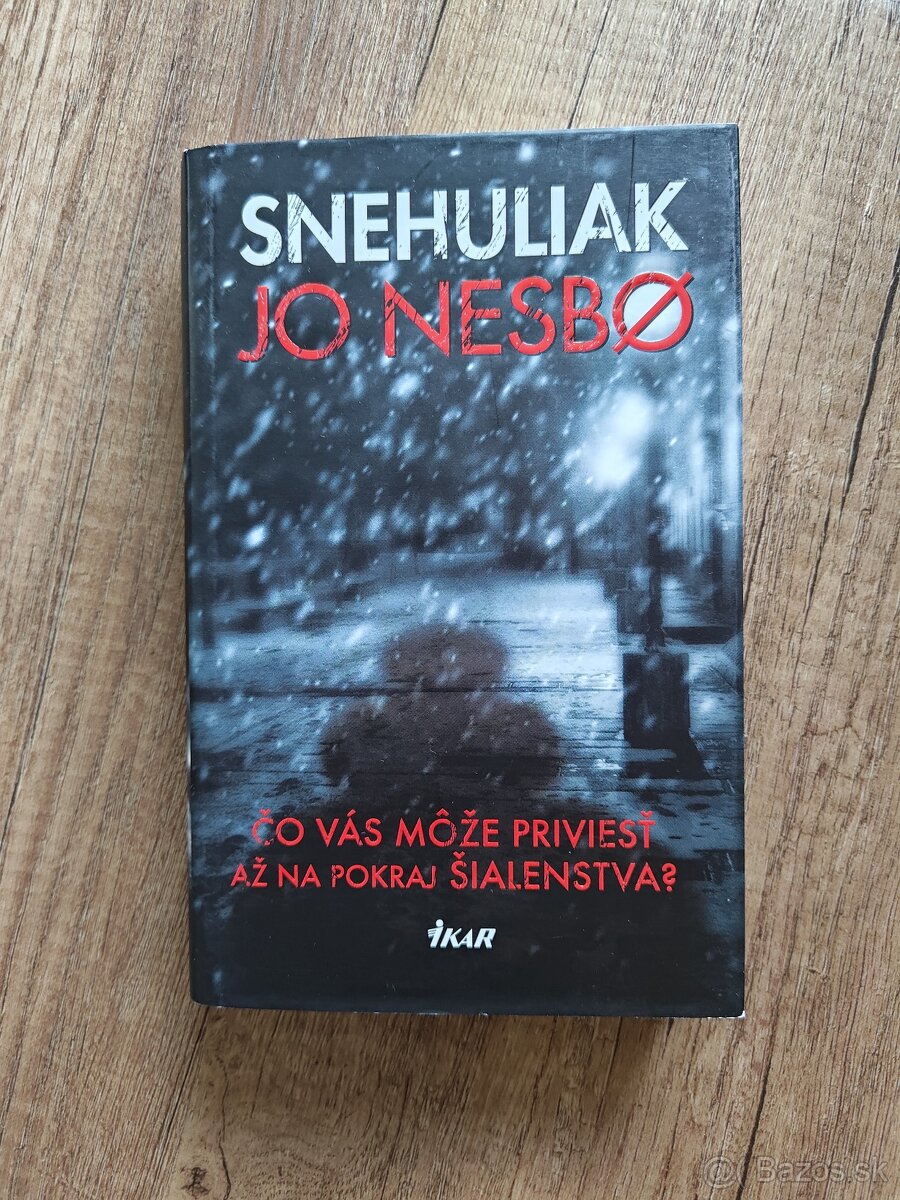 SNEHULIAK
JO NESBØ
ČO VÁS MÔŽE PRIVIESŤ
AŽ NA POKRAJ ŠIALENSTVA?
IKAR
Bazos.sk